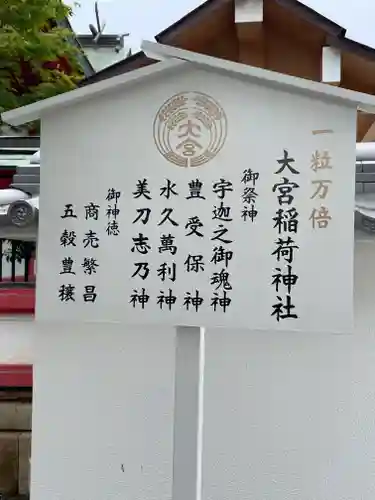 一粒万倍
大宮稲荷神社
御祭神
宇迦之御魂神
豊受保神
水久萬利神
美刀志乃神
御神徳
商売繁昌
五穀豊穣
大宮